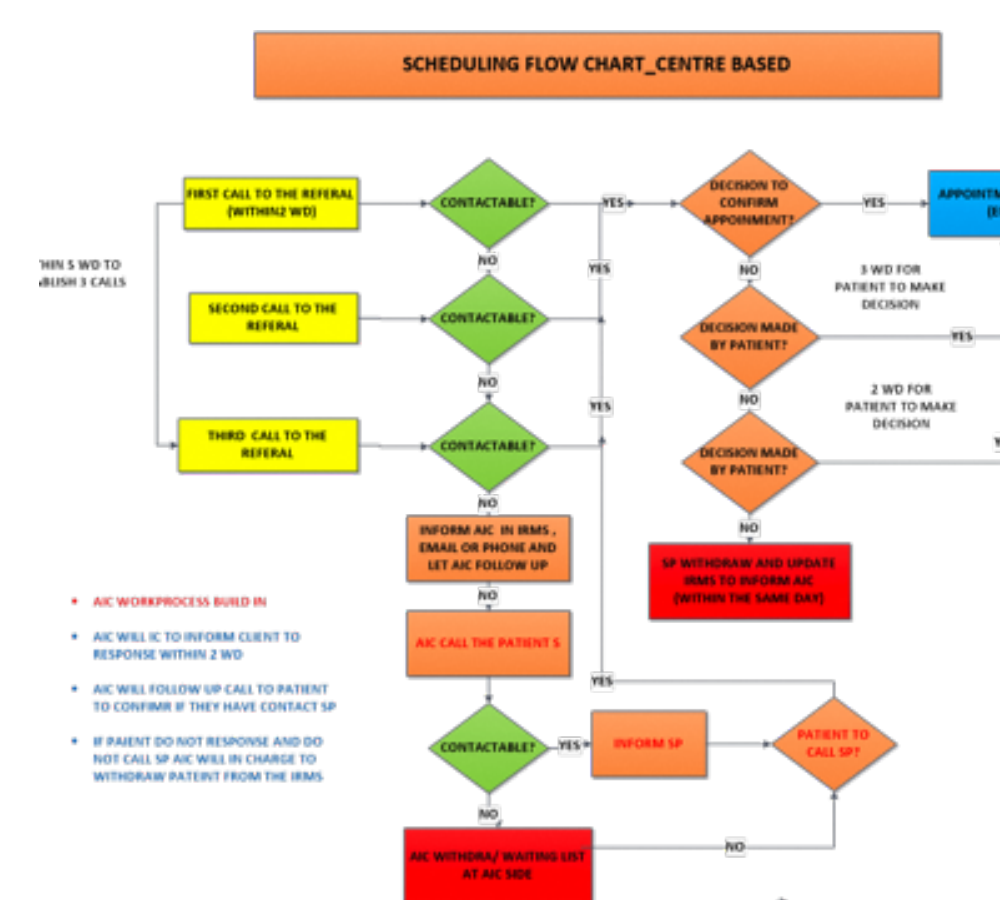 SCHEDULING FLOW CHART_CENTRE BASED
FIRST CALL TO THE REFERAL
(WITHIN2 WD)
CONTACTABLE?
YES
DECISION TO
CONFIRM
APPOINMENT?
YES
NO
YES
NO
3 WD FOR
PATIENT TO MAKE
DECISION
5 WD TO
3 CALLS
SECOND CALL TO THE
REFERAL
CONTACTABLE?
DECISION MADE
BY PATIENT?
YES
NO
YES
NO
2 WD FOR
PATIENT TO MAKE
DECISION
THIRD CALL TO THE
REFERAL
CONTACTABLE?
DECISION MADE
BY PATIENT?
NO
NO
INFORM AIC IN IRMS ,
EMAIL OR PHONE AND
LET AIC FOLLOW UP
SP WITHDRAW AND UPDATE
IRMS TO INFORM AIC
(WITHIN THE SAME DAY)
NO
AIC CALL THE PATIENT S
• AIC WORKPROCESS BUILD IN
• AIC WILL IC TO INFORM CLIENT TO
RESPONSE WITHIN 2 WD
• AIC WILL FOLLOW UP CALL TO PATIENT
TO CONFIMR IF THEY HAVE CONTACT SP
• IF PAIENT DO NOT RESPONSE AND DO
NOT CALL SP AIC WILL IN CHARGE TO
WITHDRAW PATEINT FROM THE IRMS
YES
CONTACTABLE?
YES
INFORM SP
PATIENT TO
CALL SP?
NO
AIC WITHDRA/ WAITING LIST
AT AIC SIDE
NO